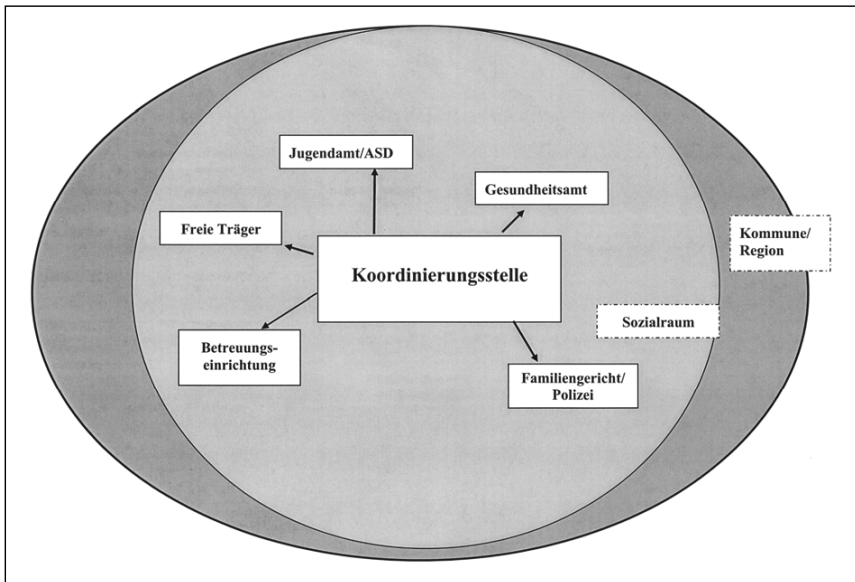 Jugendamt/ASD
Gesundheitsamt
Freie Träger
Kommune/
Region
Koordinierungsstelle
Sozialraum
Betreuungs-
einrichtung
Familiengericht/
Polizei